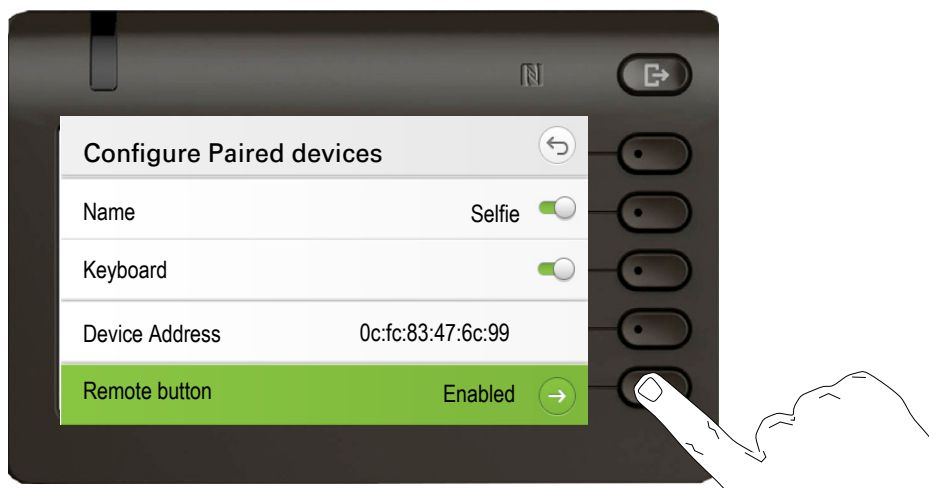 Configure Paired devices
Name Selfie
Keyboard
Device Address 0c:fc:83:47:6c:99
Remote button Enabled